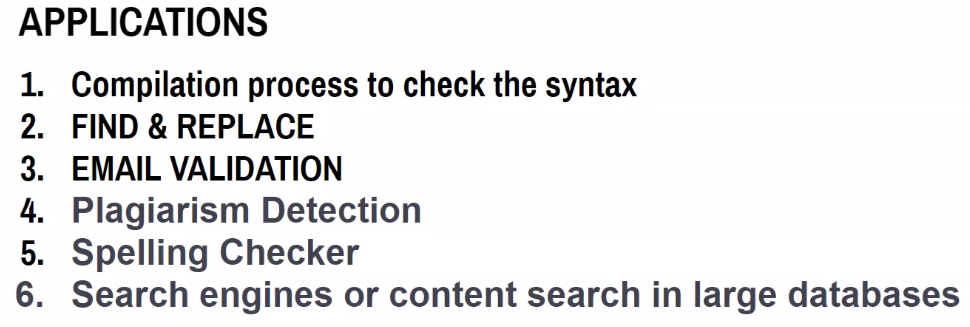 APPLICATIONS
1. Compilation process to check the syntax
2. FIND & REPLACE
3. EMAIL VALIDATION
4. Plagiarism Detection
5. Spelling Checker
6. Search engines or content search in large databases